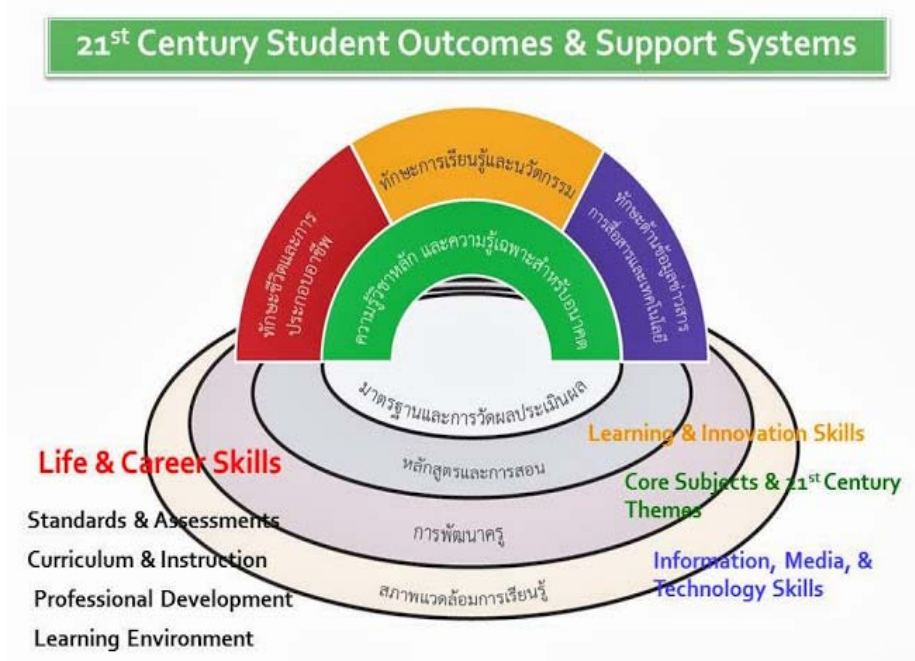 21st Century Student Outcomes & Support Systems
ทักษะการเรียนรู้และนวัตกรรม
ทักษะชีวิตและการ
ประกอบอาชีพ
ความรู้วิชาหลัก และความรู้เฉพาะสำหรับอนาคต
ทักษะด้านข้อมูลข่าวสาร
การสื่อสารและเทคโนโลยี
มาตรฐานและการวัดผลประเมินผล
หลักสูตรและการสอน
การพัฒนาครู
สภาพแวดล้อมการเรียนรู้
Life & Career Skills
Standards & Assessments
Curriculum & Instruction
Professional Development
Learning Environment
Learning & Innovation Skills
Core Subjects & 21st Century
Themes
Information, Media, &
Technology Skills